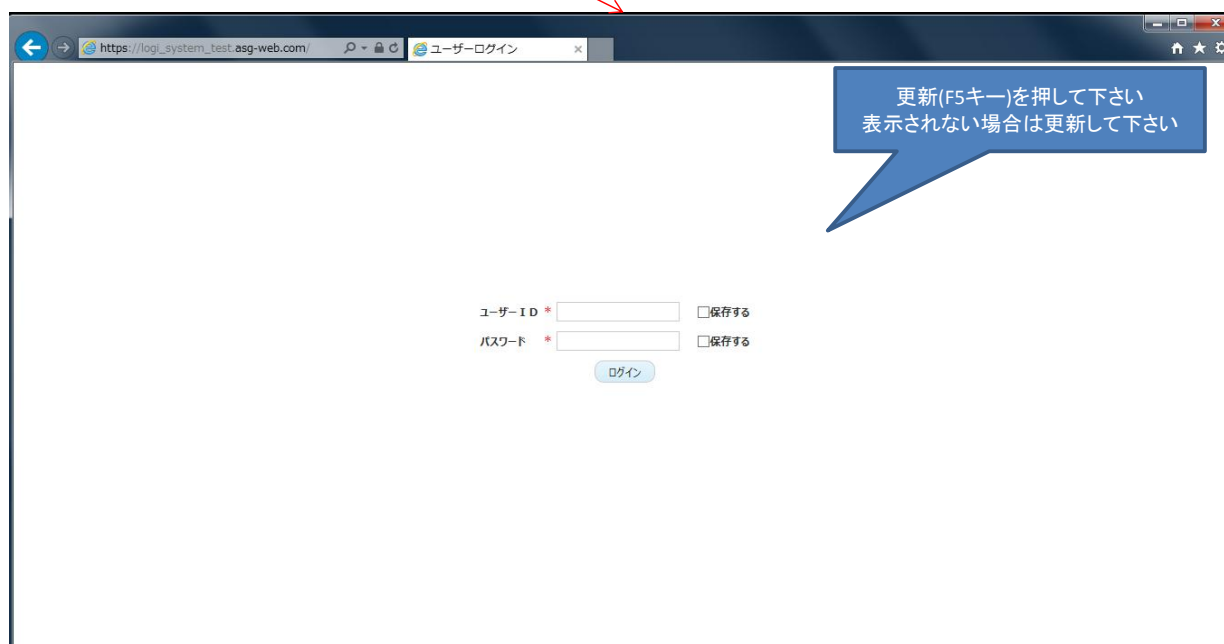 https://logi_system_test.asg-web.com/
ユーザーログイン
更新(F5キー)を押して下さい
表示されない場合は更新して下さい
ユーザーＩＤ * 保存する
パスワード * 保存する
ログイン